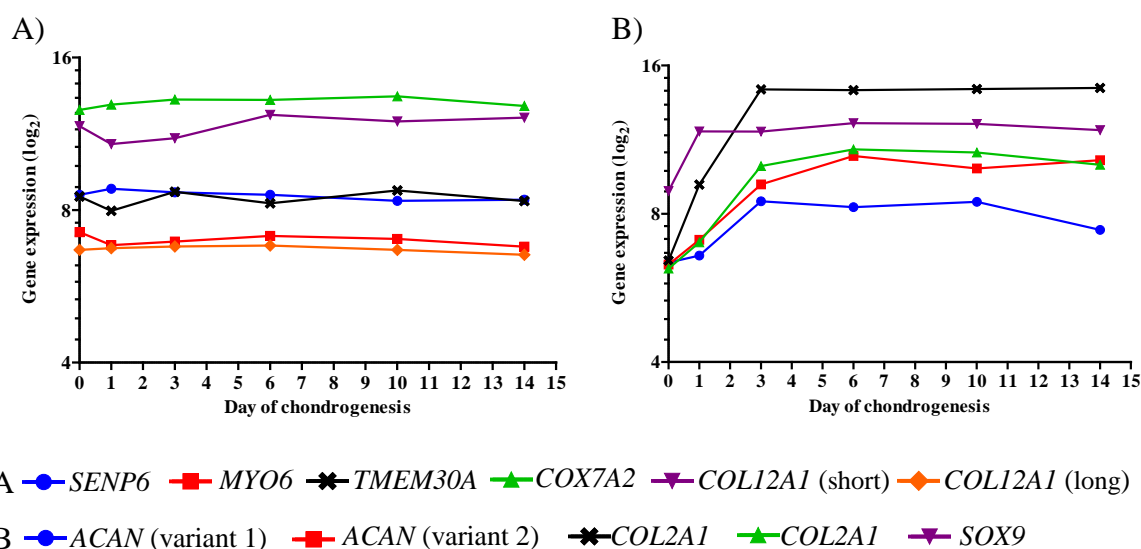 A)
B)
16
8
4
Gene expression (log2)
0 1 2 3 4 5 6 7 8 9 10 11 12 13 14 15
Day of chondrogenesis
16
8
4
Gene expression (log2)
0 1 2 3 4 5 6 7 8 9 10 11 12 13 14 15
Day of chondrogenesis
A SENP6 MYO6 TMEM30A COX7A2 COL12A1 (short) COL12A1 (long)
B ACAN (variant 1) ACAN (variant 2) COL2A1 COL2A1 SOX9